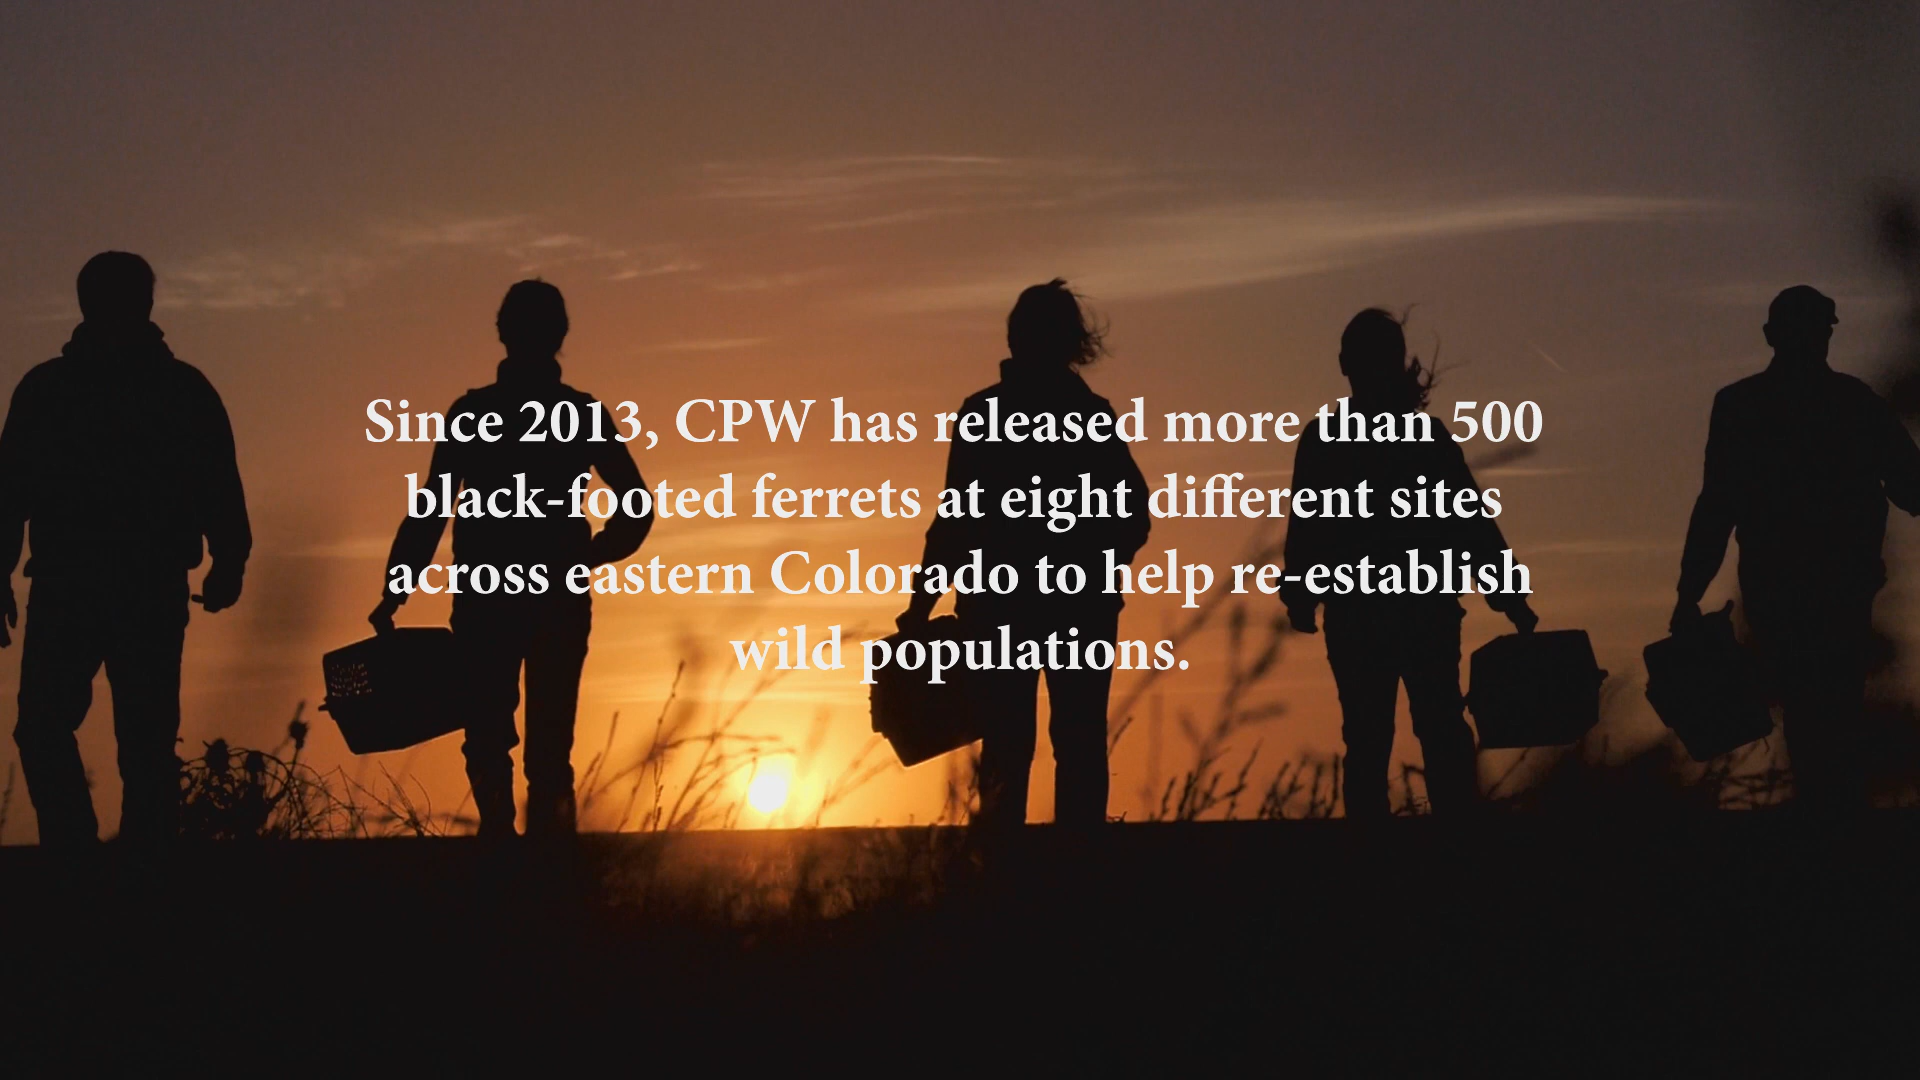 Since 2013, CPW has released more than 500
black-footed ferrets at eight different sites
across eastern Colorado to help re-establish
wild populations.